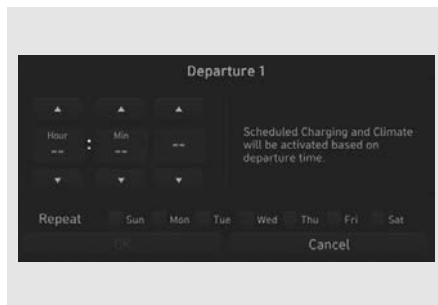 Departure 1
Hour : Min
-- -- --
Scheduled Charging and Climate
will be activated based on
departure time.
Repeat Sun Mon Tue Wed Thu Fri Sat
OK Cancel